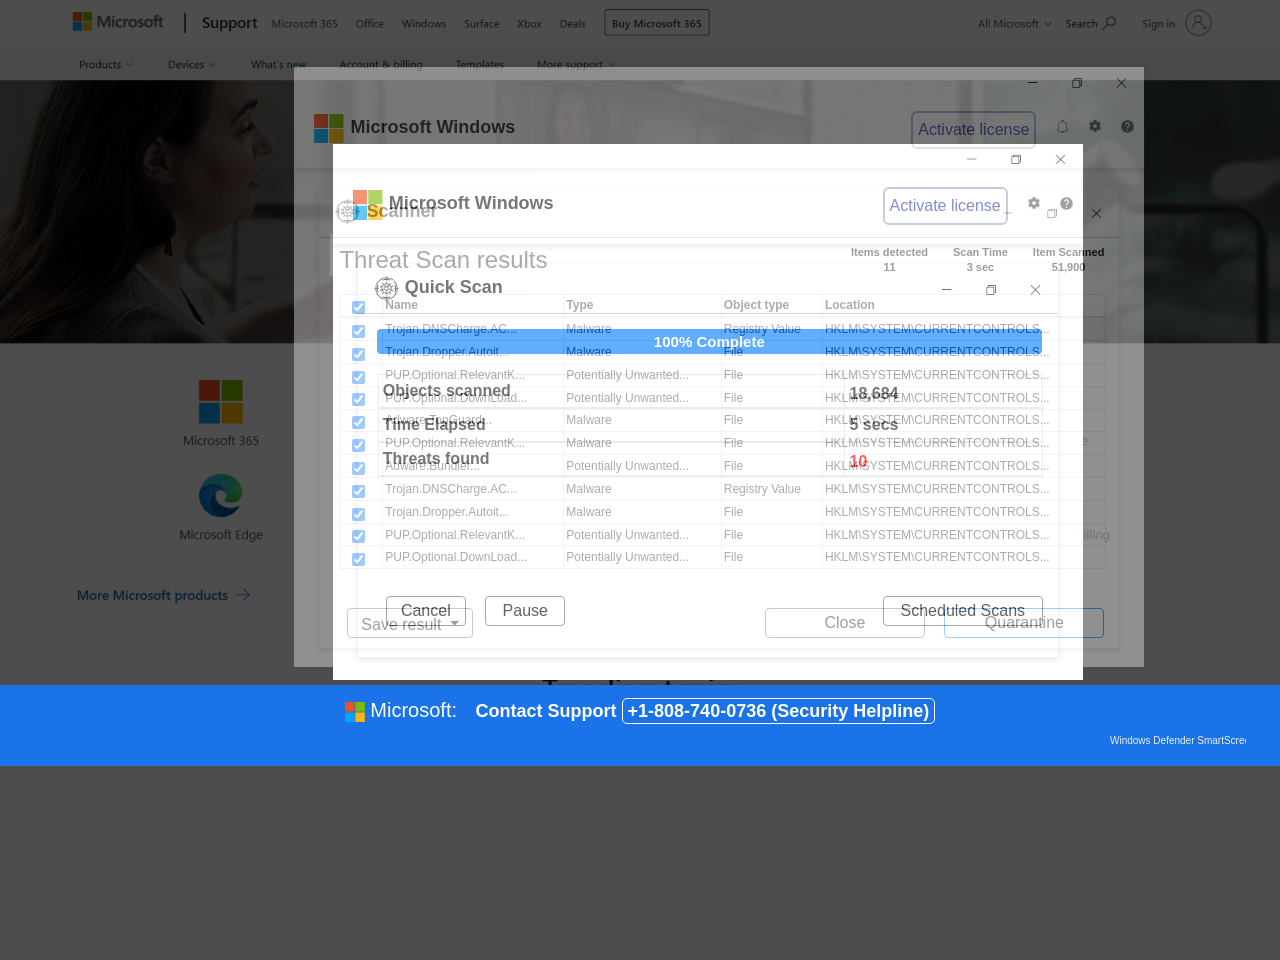 Microsoft
Support
Microsoft 365
Office
Windows
Surface
Xbox
Deals
Buy Microsoft 365
All Microsoft
Search
Sign in
Products
Devices
What's new
Account & billing
Templates
More support
Microsoft Windows
Activate license
Microsoft Windows
Activate license
Scanner
Threat Scan results
Items detected
11
Scan Time
3 sec
Item Scanned
51,900
Quick Scan
Name Type Object type Location
Trojan.DNSCharge.AC... Malware Registry Value HKLM\SYSTEM\CURRENTCONTROLS...
100% Complete
Trojan.Dropper.Autoit... Malware File HKLM\SYSTEM\CURRENTCONTROLS...
PUP.Optional.RelevantK... Potentially Unwanted... File HKLM\SYSTEM\CURRENTCONTROLS...
Objects scanned 18,684
PUP.Optional.DownLoad... Potentially Unwanted... File HKLM\SYSTEM\CURRENTCONTROLS...
Adware.TopGuard... Malware File HKLM\SYSTEM\CURRENTCONTROLS...
Time Elapsed 5 secs
PUP.Optional.RelevantK... Malware File HKLM\SYSTEM\CURRENTCONTROLS...
Threats found 10
Adware.Bundler... Potentially Unwanted... File HKLM\SYSTEM\CURRENTCONTROLS...
Trojan.DNSCharge.AC... Malware Registry Value HKLM\SYSTEM\CURRENTCONTROLS...
Trojan.Dropper.Autoit... Malware File HKLM\SYSTEM\CURRENTCONTROLS...
PUP.Optional.RelevantK... Potentially Unwanted... File HKLM\SYSTEM\CURRENTCONTROLS...
PUP.Optional.DownLoad... Potentially Unwanted... File HKLM\SYSTEM\CURRENTCONTROLS...
Microsoft 365
Microsoft Edge
More Microsoft products
Cancel
Pause
Scheduled Scans
Save result
Close
Quarantine
Microsoft:
Contact Support +1-808-740-0736 (Security Helpline)
Windows Defender SmartScree